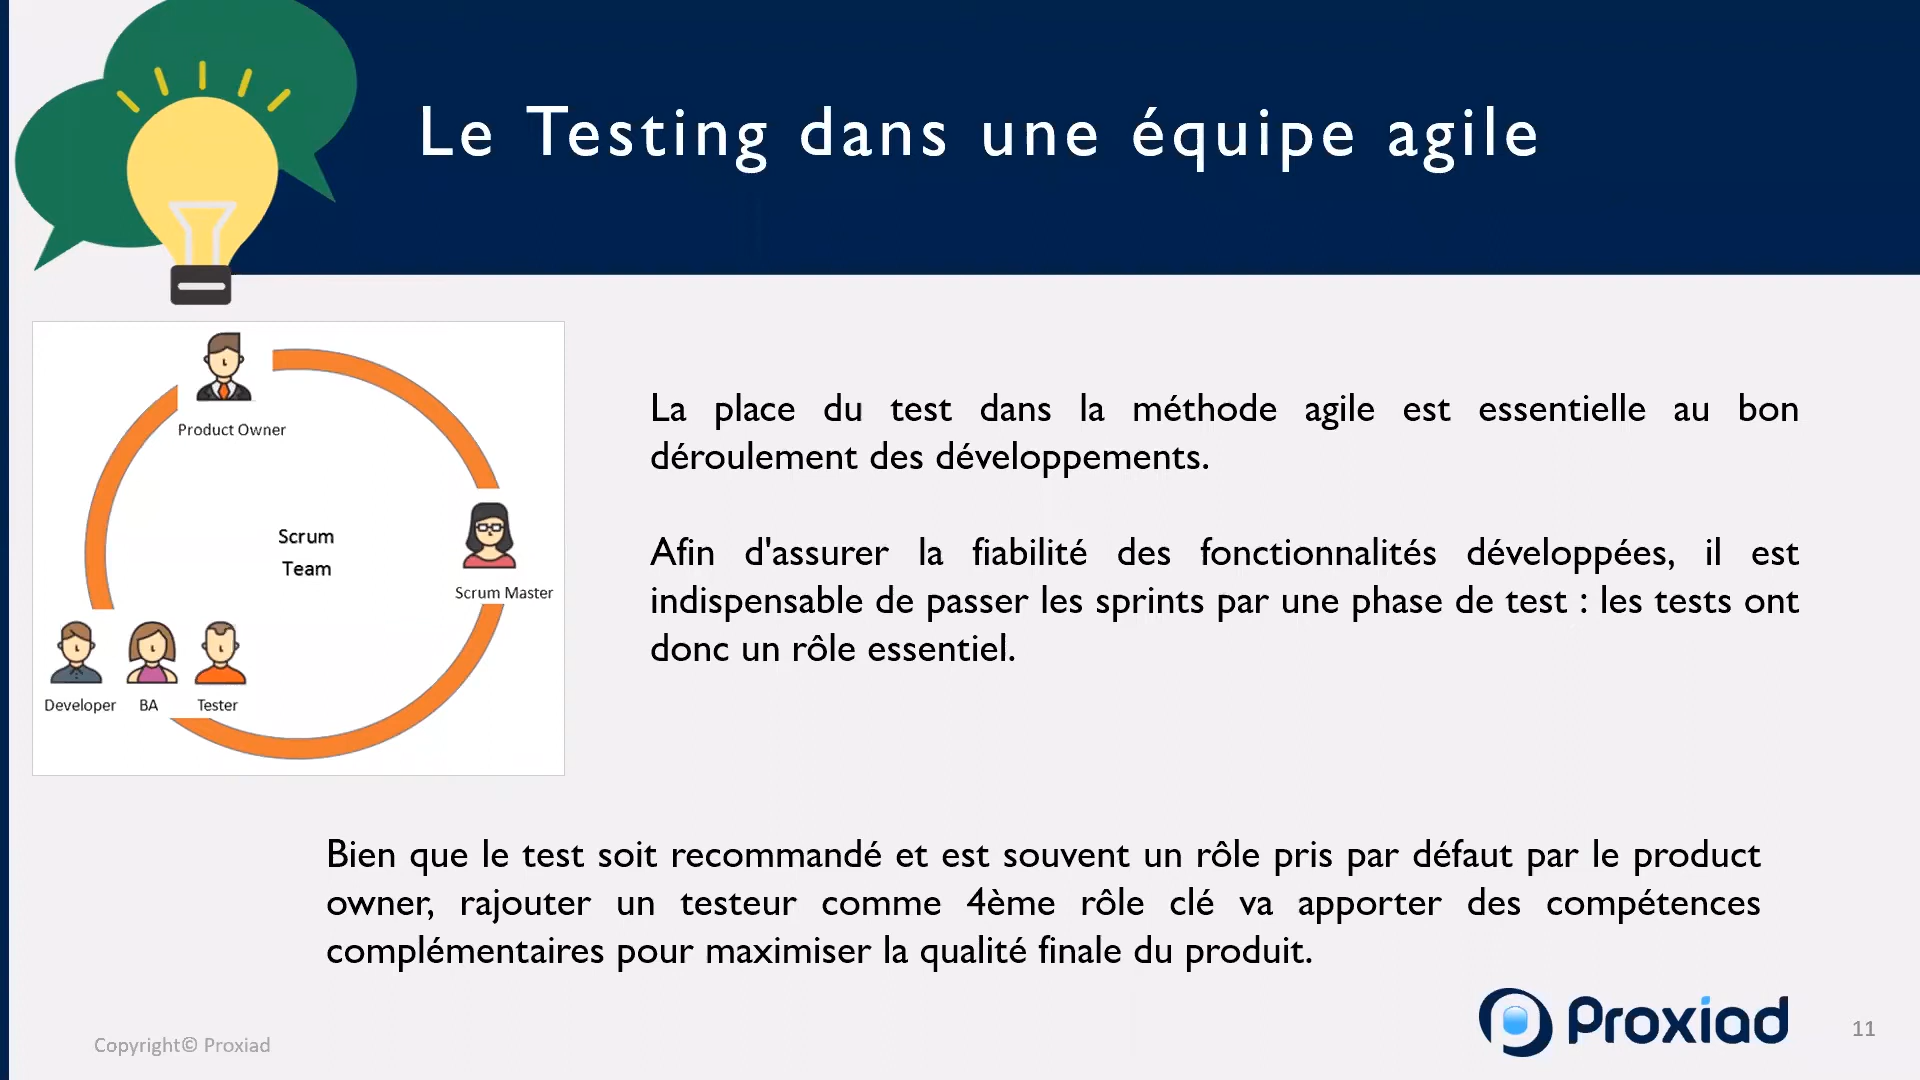 Le Testing dans une équipe agile
Product Owner
Scrum
Team
Scrum Master
Developer BA Tester
La place du test dans la méthode agile est essentielle au bon
déroulement des développements.
Afin d'assurer la fiabilité des fonctionnalités développées, il est
indispensable de passer les sprints par une phase de test : les tests ont
donc un rôle essentiel.
Bien que le test soit recommandé et est souvent un rôle pris par défaut par le product
owner, rajouter un testeur comme 4ème rôle clé va apporter des compétences
complémentaires pour maximiser la qualité finale du produit.
Copyright© Proxiad
Proxiad
11